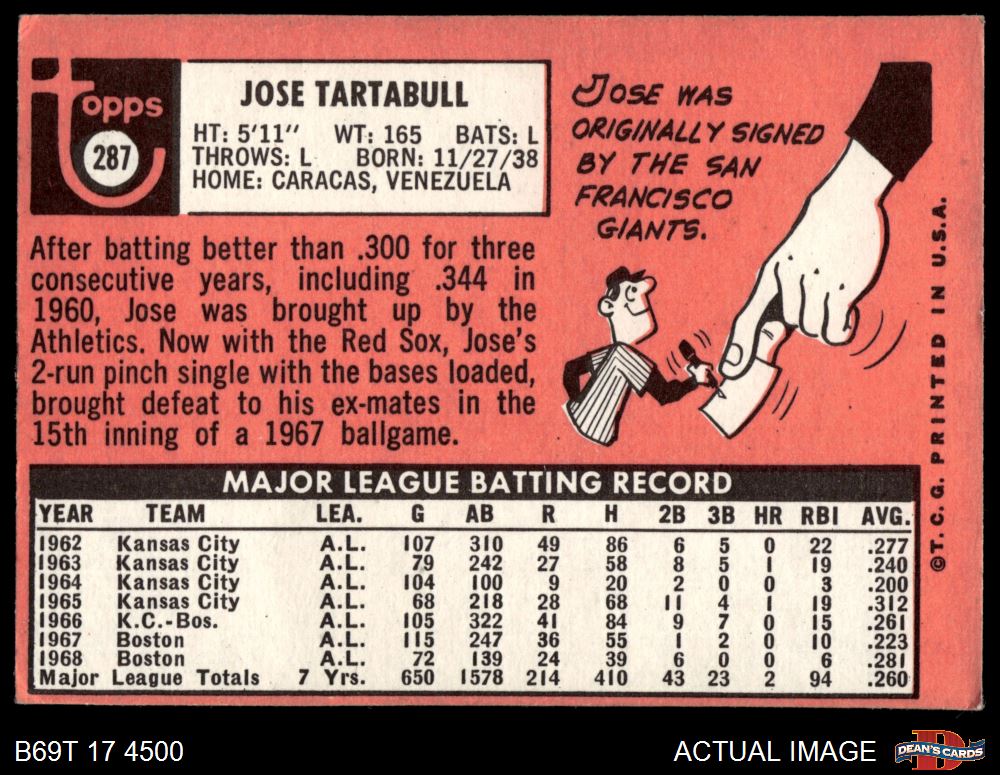 topps
287
JOSE TARTABULL
HT: 5'11" WT: 165 BATS: L
THROWS: L BORN: 11/27/38
HOME: CARACAS, VENEZUELA
After batting better than .300 for three
consecutive years, including .344 in
1960, Jose was brought up by the
Athletics. Now with the Red Sox, Jose's
2-run pinch single with the bases loaded,
brought defeat to his ex-mates in the
15th inning of a 1967 ballgame.
JOSE WAS
ORIGINALLY SIGNED
BY THE SAN
FRANCISCO
GIANTS.
©T.C.G. PRINTED IN U.S.A.
MAJOR LEAGUE BATTING RECORD
YEAR TEAM LEA. G AB R H 2B 3B HR RBI AVG.
1962 Kansas City A.L. 107 310 49 86 6 5 0 22 .277
1963 Kansas City A.L. 79 242 27 58 8 5 1 19 .240
1964 Kansas City A.L. 104 100 9 20 2 0 0 3 .200
1965 Kansas City A.L. 68 218 28 68 11 4 1 19 .312
1966 K.C.-Bos. A.L. 105 322 41 84 9 7 0 15 .261
1967 Boston A.L. 115 247 36 55 1 2 0 10 .223
1968 Boston A.L. 72 139 24 39 6 0 0 6 .281
Major League Totals 7 Yrs. 650 1578 214 410 43 23 2 94 .260
B69T 17 4500
ACTUAL IMAGE
B
DEAN'S CARDS